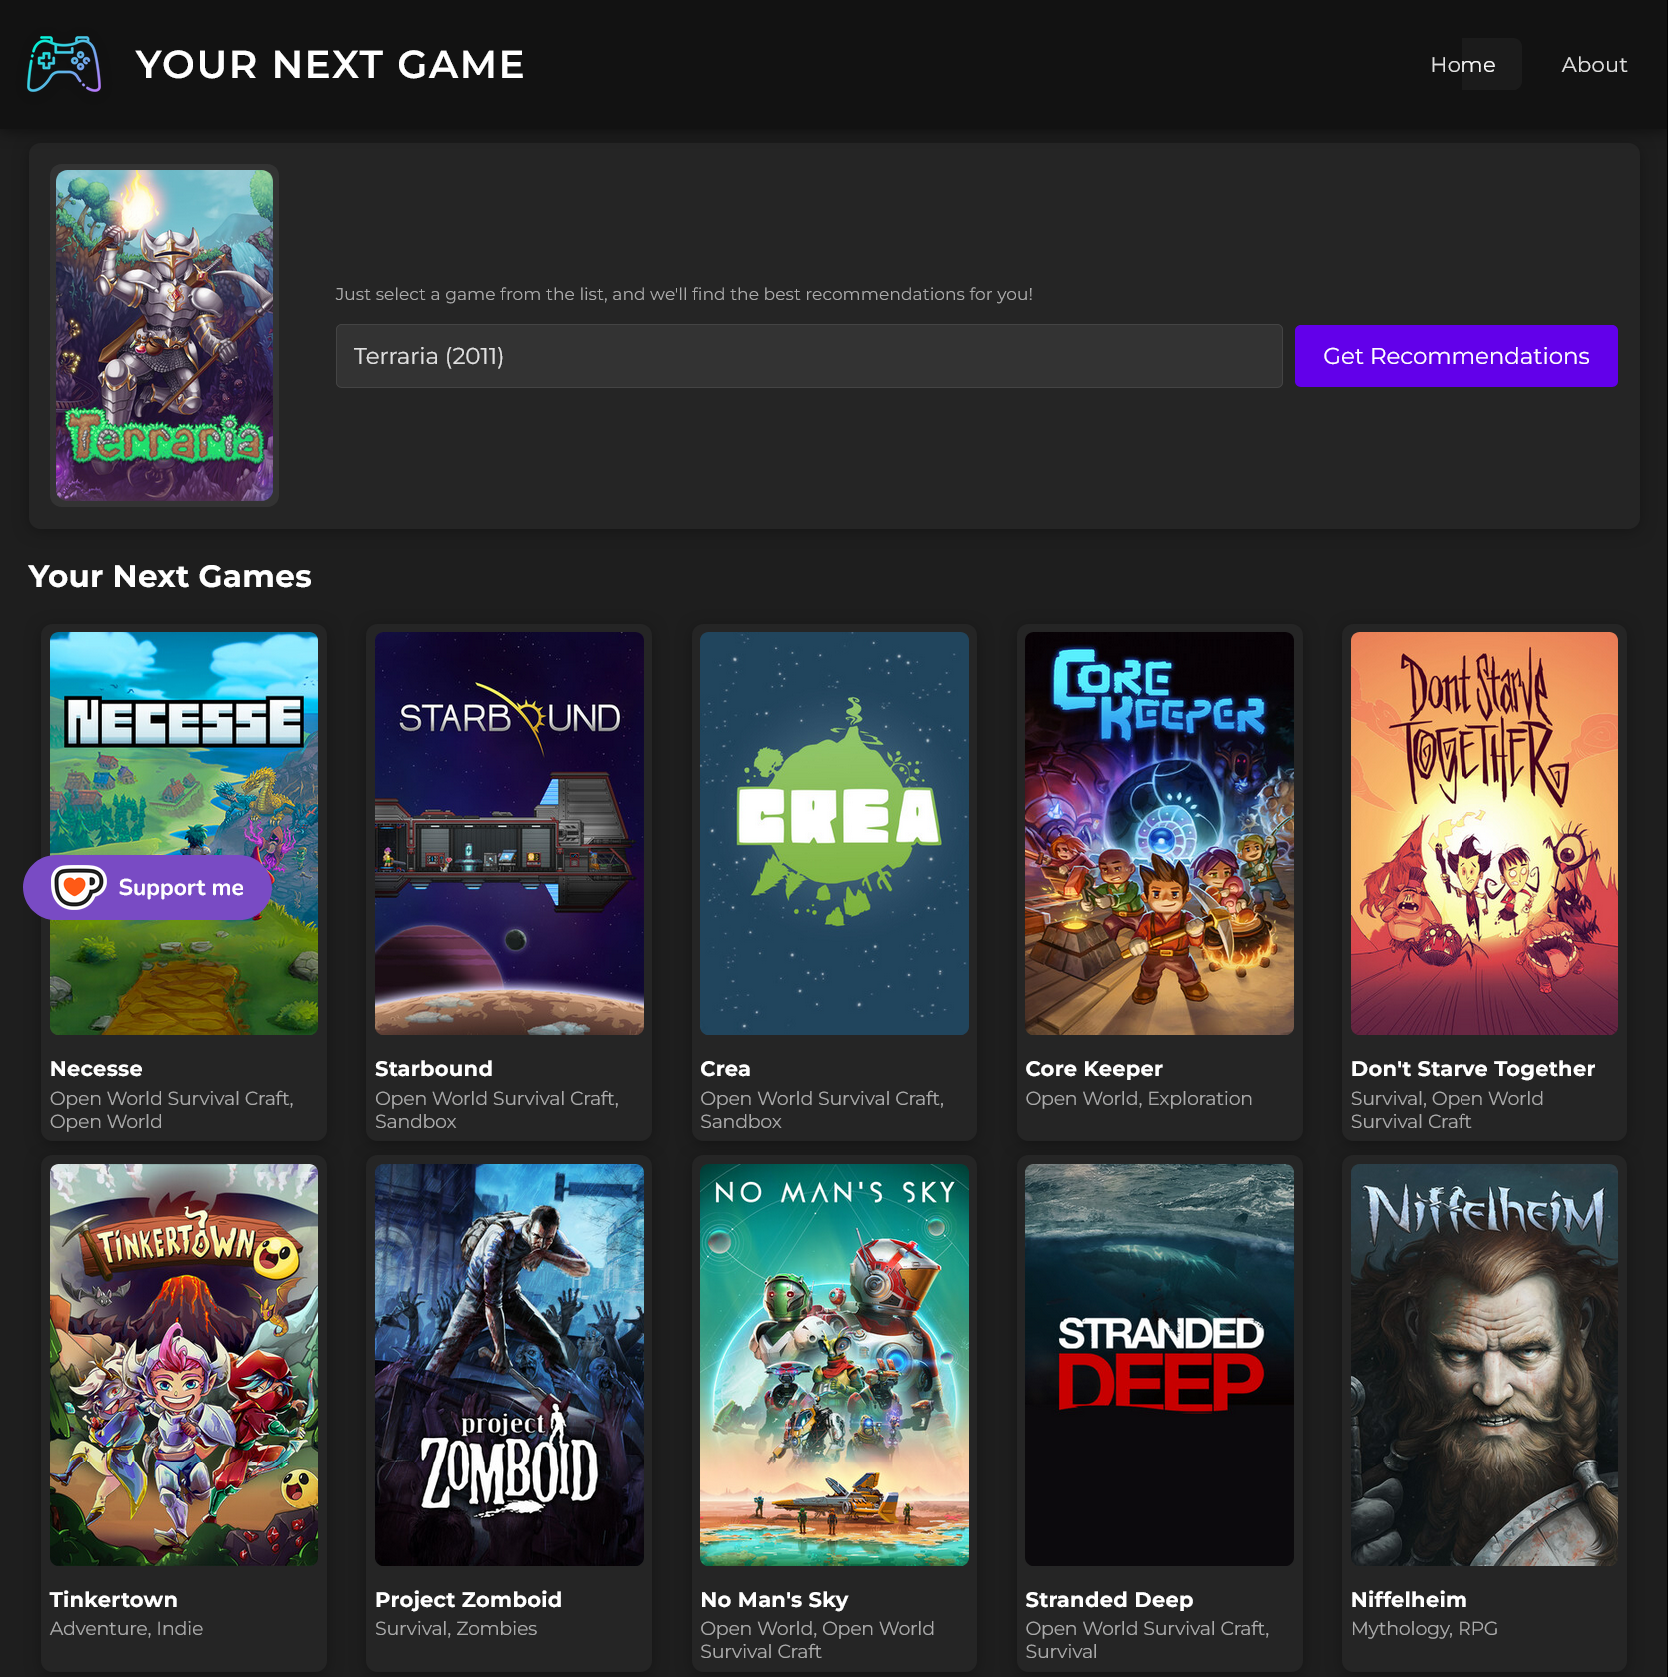 YOUR NEXT GAME
Home
About
Just select a game from the list, and we'll find the best recommendations for you!
Terraria (2011)
Get Recommendations
Terraria
Your Next Games
NECESSE
STARBOUND
CREA
CORE
KEEPER
Dont Starve
TOGETHER
Support me
Necesse
Open World Survival Craft,
Open World
Starbound
Open World Survival Craft,
Sandbox
Crea
Open World Survival Craft,
Sandbox
Core Keeper
Open World, Exploration
Don't Starve Together
Survival, Open World
Survival Craft
TINKERTOWN
project
ZOMBOID
NO MAN'S SKY
STRANDED
DEEP
Niffelheim
Tinkertown
Adventure, Indie
Project Zomboid
Survival, Zombies
No Man's Sky
Open World, Open World
Survival Craft
Stranded Deep
Open World Survival Craft,
Survival
Niffelheim
Mythology, RPG